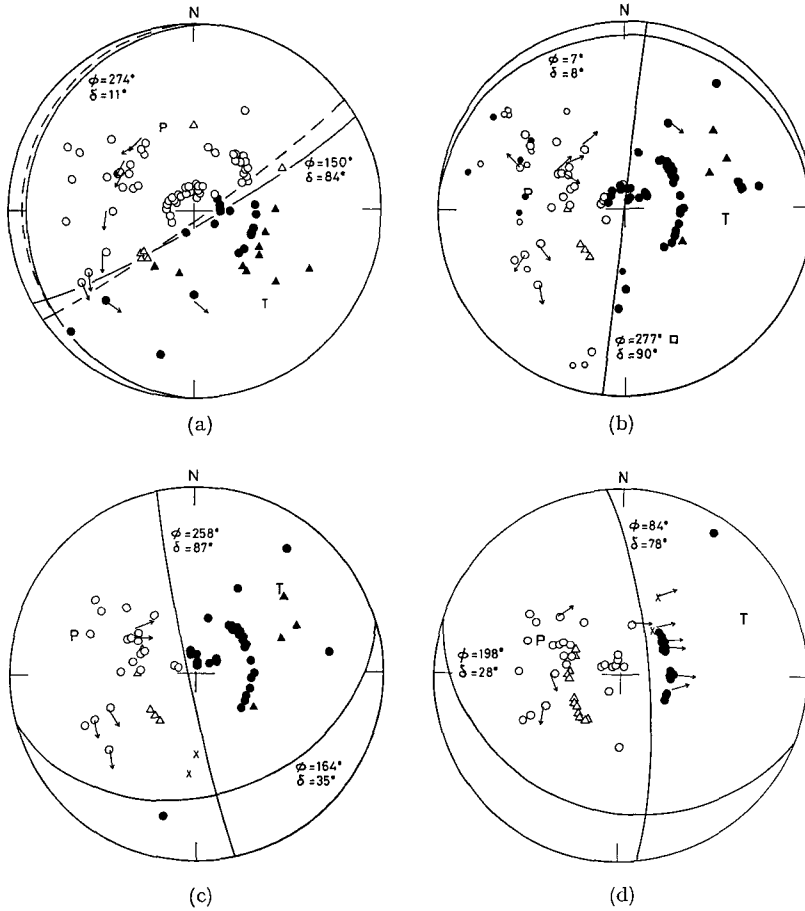 N
φ=274°
δ=11°
P
φ=150°
δ=84°
T
(a)
N
φ=7°
δ=8°
P
T
φ=277°
δ=90°
(b)
N
φ=258°
δ=87°
P
T
x
x
φ=164°
δ=35°
(c)
N
φ=84°
δ=78°
x
x
P
T
φ=198°
δ=28°
(d)